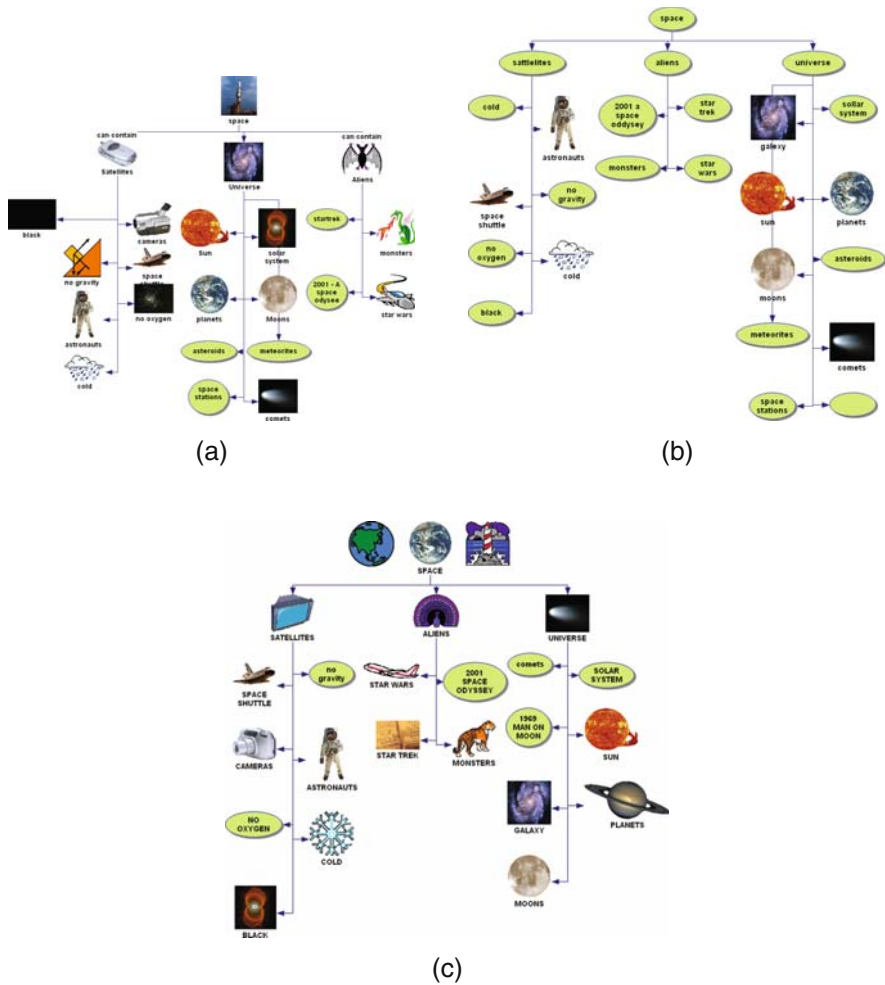 space
can contain
can contain
Satellites
Universe
Aliens
black
cameras
Sun
solar
system
startrek
monsters
no gravity
space
shuttle
astronauts
no oxygen
planets
Moons
2001 - A
space
odysee
star wars
cold
asteroids
meteorites
space
stations
comets
(a)
space
sattlelites
aliens
universe
cold
astronauts
2001 a
space
oddysey
star
trek
galaxy
sollar
system
monsters
star
wars
space
shuttle
no
gravity
sun
planets
no
oxygen
cold
moons
asteroids
black
meteorites
comets
space
stations
(b)
SPACE
SATELLITES
ALIENS
UNIVERSE
SPACE
SHUTTLE
no
gravity
STAR WARS
2001
SPACE
ODYSSEY
comets
SOLAR
SYSTEM
CAMERAS
ASTRONAUTS
STAR TREK
MONSTERS
1969
MAN ON
MOON
SUN
NO
OXYGEN
COLD
GALAXY
PLANETS
BLACK
MOONS
(c)